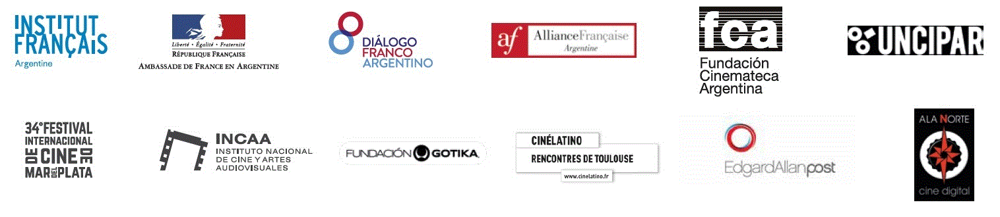 INSTITUT
FRANÇAIS
Argentine
Liberté • Égalité • Fraternité
RÉPUBLIQUE FRANÇAISE
AMBASSADE DE FRANCE EN ARGENTINE
DIÁLOGO
FRANCO
ARGENTINO
af
AllianceFrançaise
Argentine
fca
Fundación
Cinemateca
Argentina
UNCIPAR
34°FESTIVAL
INTERNACIONAL
DE CINE DE
MAR DEL PLATA
INCAA
INSTITUTO NACIONAL
DE CINE Y ARTES
AUDIOVISUALES
FUNDACIÓN GOTIKA
CINÉLATINO
RENCONTRES DE TOULOUSE
www.cinelatino.fr
EdgardAllanpost
ALA NORTE
cine digital